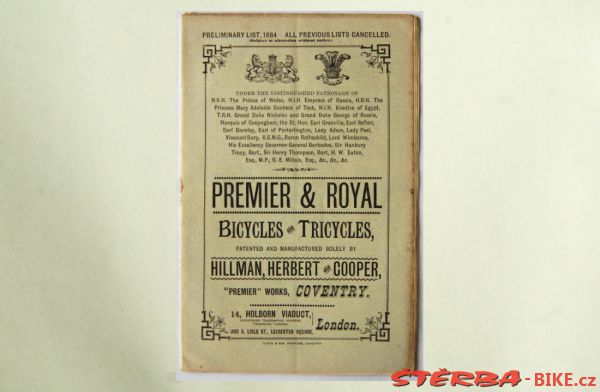 PRELIMINARY LIST, 1884 ALL PREVIOUS LISTS CANCELLED.
(Subject to alteration without notice.)
UNDER THE DISTINGUISHED PATRONAGE OF
H.R.H. The Prince of Wales, H.I.H. Empress of Russia, H.R.H. The
Princess Mary Adelaide Duchess of Teck, H.I.H. Khedive of Egypt,
T.R.H. Grand Duke Nicholas and Grand Duke George of Russia,
Marquis of Conyngham, the Rt. Hon. Earl Granville, Earl Sefton,
Earl Darnley, Earl of Portarlington, Lady Adam, Lady Peel,
Viscount Bury, K.C.M.G., Baron Rothschild, Lord Wimborne,
His Excellency Governor-General Barbados, Sir Hanbury
Tracy, Bart., Sir Henry Thompson, Bart, H. W. Eaton,
Esq., M.P., C. E. Millais, Esq., &c., &c., &c.
PREMIER & ROYAL
BICYCLES AND TRICYCLES,
PATENTED AND MANUFACTURED SOLELY BY
HILLMAN, HERBERT AND COOPER,
"PREMIER" WORKS, COVENTRY.
14, HOLBORN VIADUCT,
AND 5, LISLE ST., LEICESTER SQUARE,
London.
ŠTĚRBA-BIKE.cz